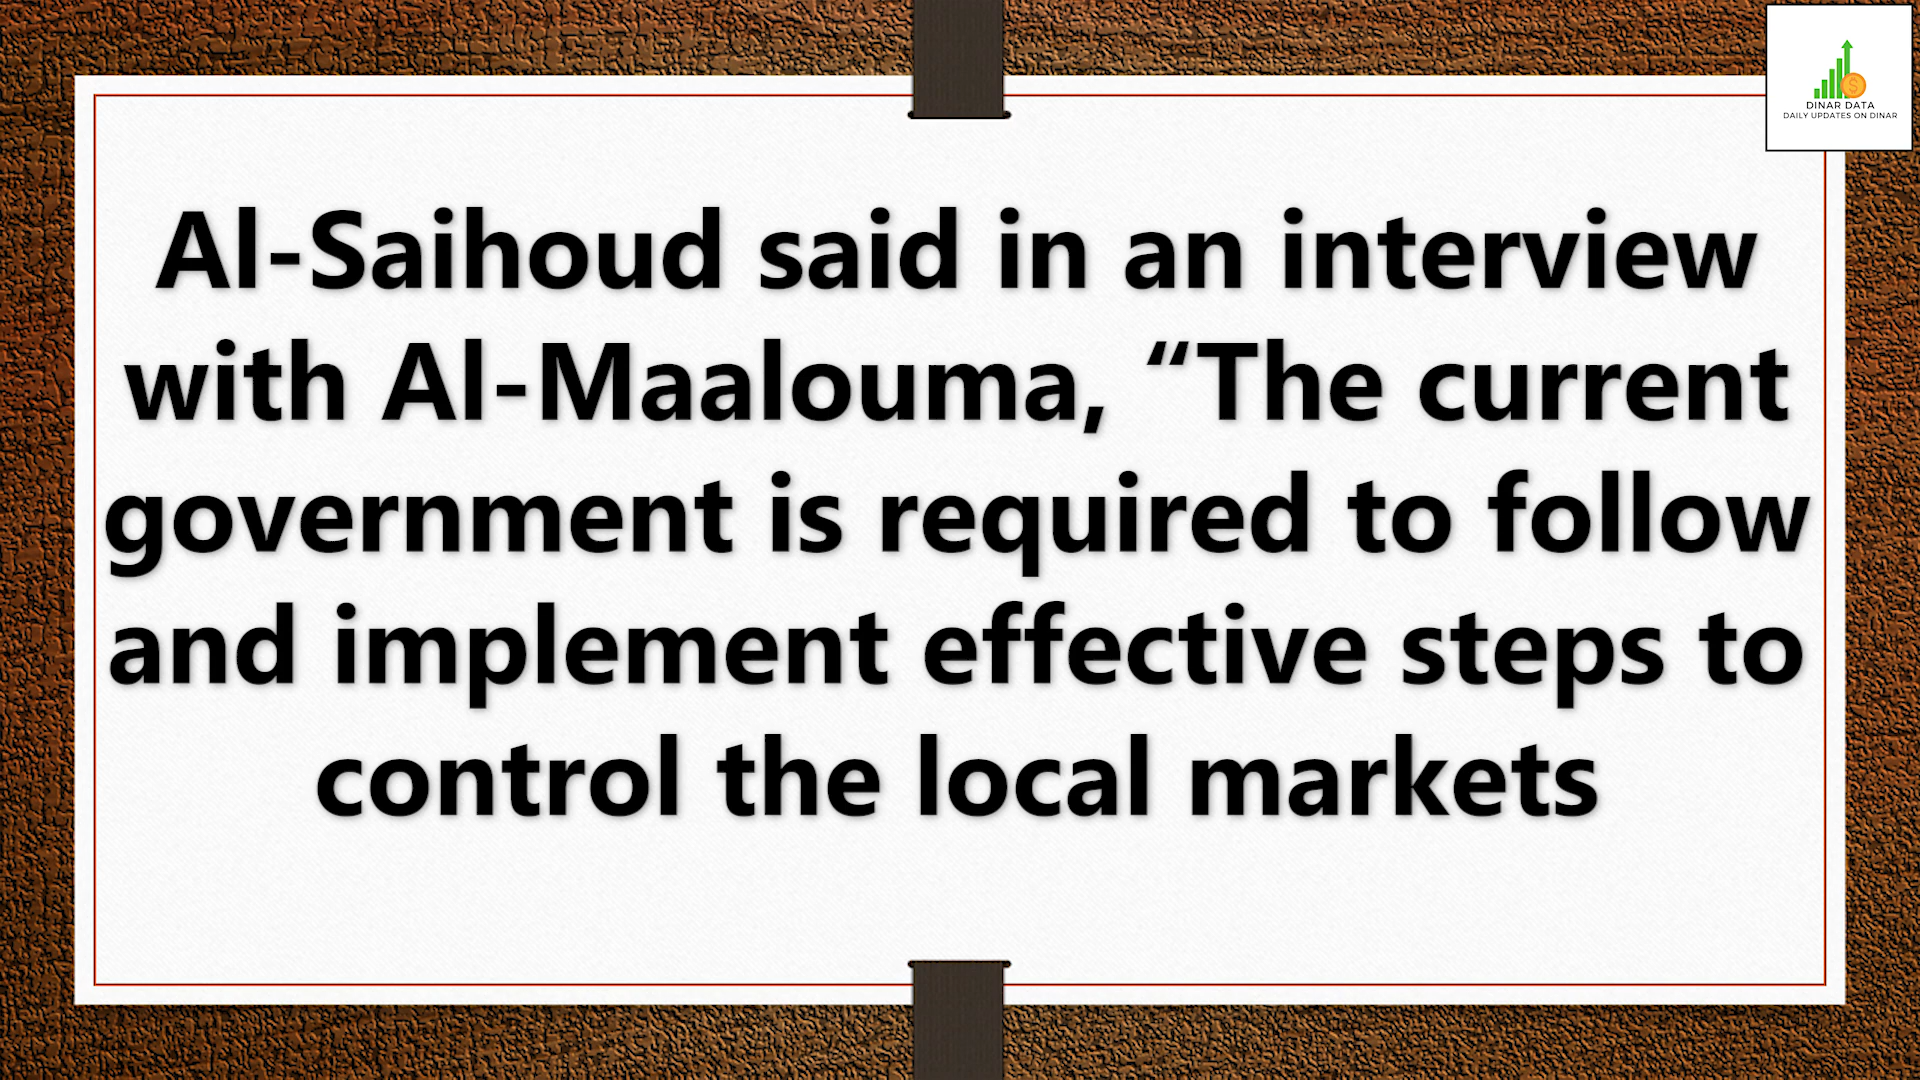 DINAR DATA
DAILY UPDATES ON DINAR
Al-Saihoud said in an interview
with Al-Maalouma, “The current
government is required to follow
and implement effective steps to
control the local markets